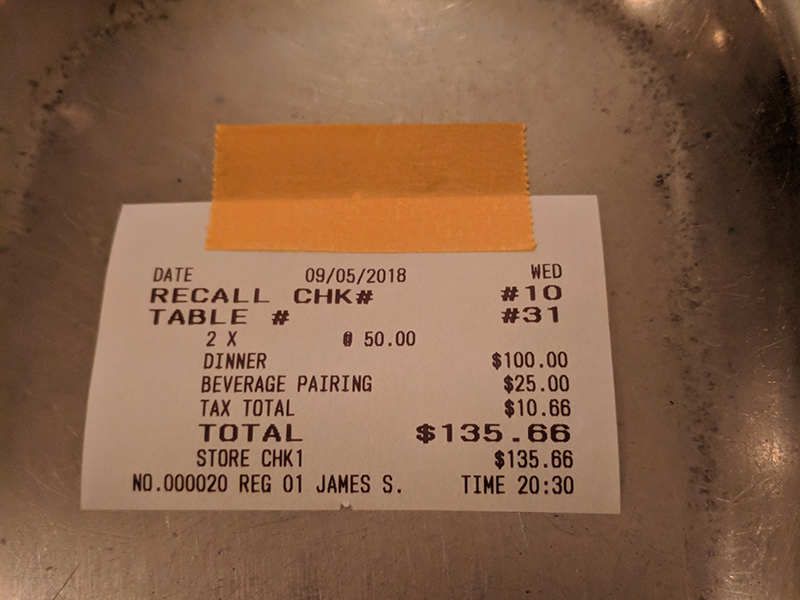 DATE 09/05/2018 WED
RECALL CHK# #10
TABLE # #31
2 X @ 50.00
DINNER $100.00
BEVERAGE PAIRING $25.00
TAX TOTAL $10.66
TOTAL $135.66
STORE CHK1 $135.66
NO.000020 REG 01 JAMES S. TIME 20:30